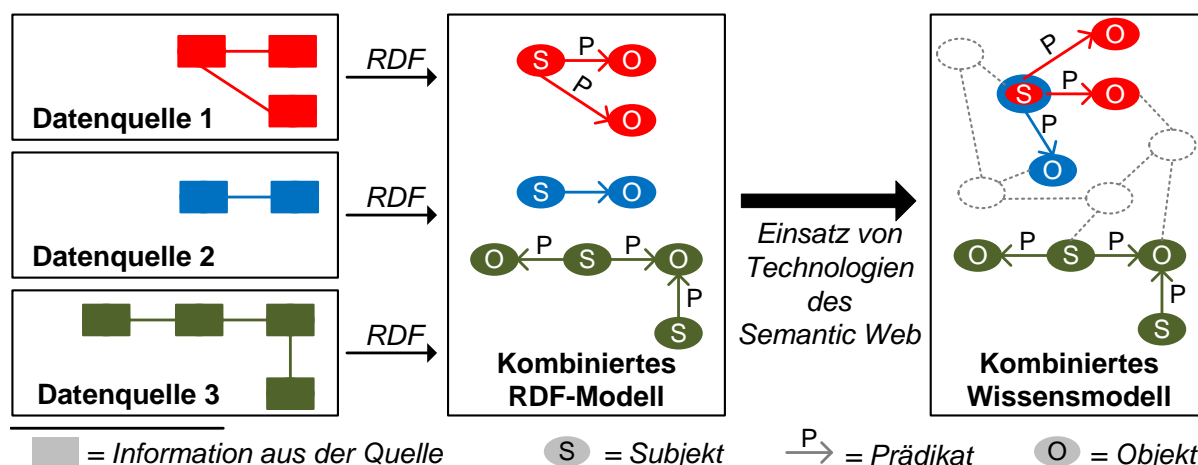 Datenquelle 1
RDF
S P O
P
O
Datenquelle 2
RDF
S O
Datenquelle 3
RDF
O P S P O
P
S
Kombiniertes
RDF-Modell
Einsatz von
Technologien
des
Semantic Web
O
P
S P O
P
O
O P S P O
P
S
Kombiniertes
Wissensmodell
= Information aus der Quelle
S = Subjekt
P = Prädikat
O = Objekt